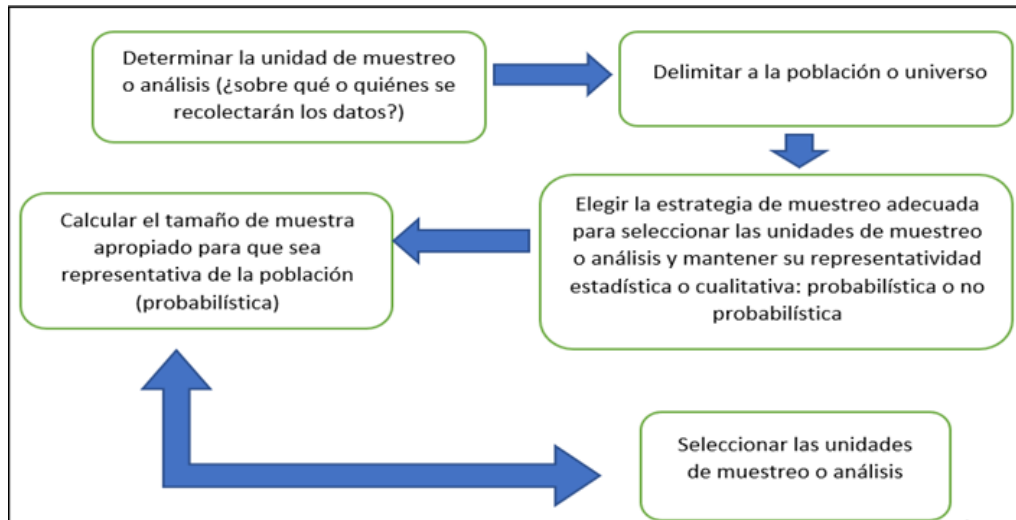 Determinar la unidad de muestreo
o análisis (¿sobre qué o quiénes se
recolectarán los datos?)
Delimitar a la población o universo
Elegir la estrategia de muestreo adecuada
para seleccionar las unidades de muestreo
o análisis y mantener su representatividad
estadística o cualitativa: probabilística o no
probabilística
Calcular el tamaño de muestra
apropiado para que sea
representativa de la población
(probabilística)
Seleccionar las unidades
de muestreo o análisis